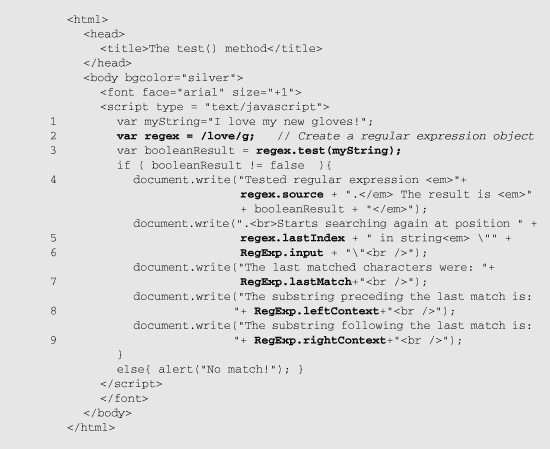 <html>
<head>
<title>The test() method</title>
</head>
<body bgcolor="silver">
<font face="arial" size="+1">
<script type = "text/javascript">
1 var myString="I love my new gloves!";
2 var regex = /love/g; // Create a regular expression object
3 var booleanResult = regex.test(myString);
if ( booleanResult != false ){
4 document.write("Tested regular expression <em>"+
regex.source + ".</em> The result is <em>"
+ booleanResult + "</em>");
document.write(".<br>Starts searching again at position " +
5 regex.lastIndex + " in string<em> \"" +
6 RegExp.input + "\"<br />");
document.write("The last matched characters were: "+
7 RegExp.lastMatch+"<br />");
document.write("The substring preceding the last match is:
8 "+ RegExp.leftContext+"<br />");
document.write("The substring following the last match is:
9 "+ RegExp.rightContext+"<br />");
}
else{ alert("No match!"); }
</script>
</font>
</body>
</html>